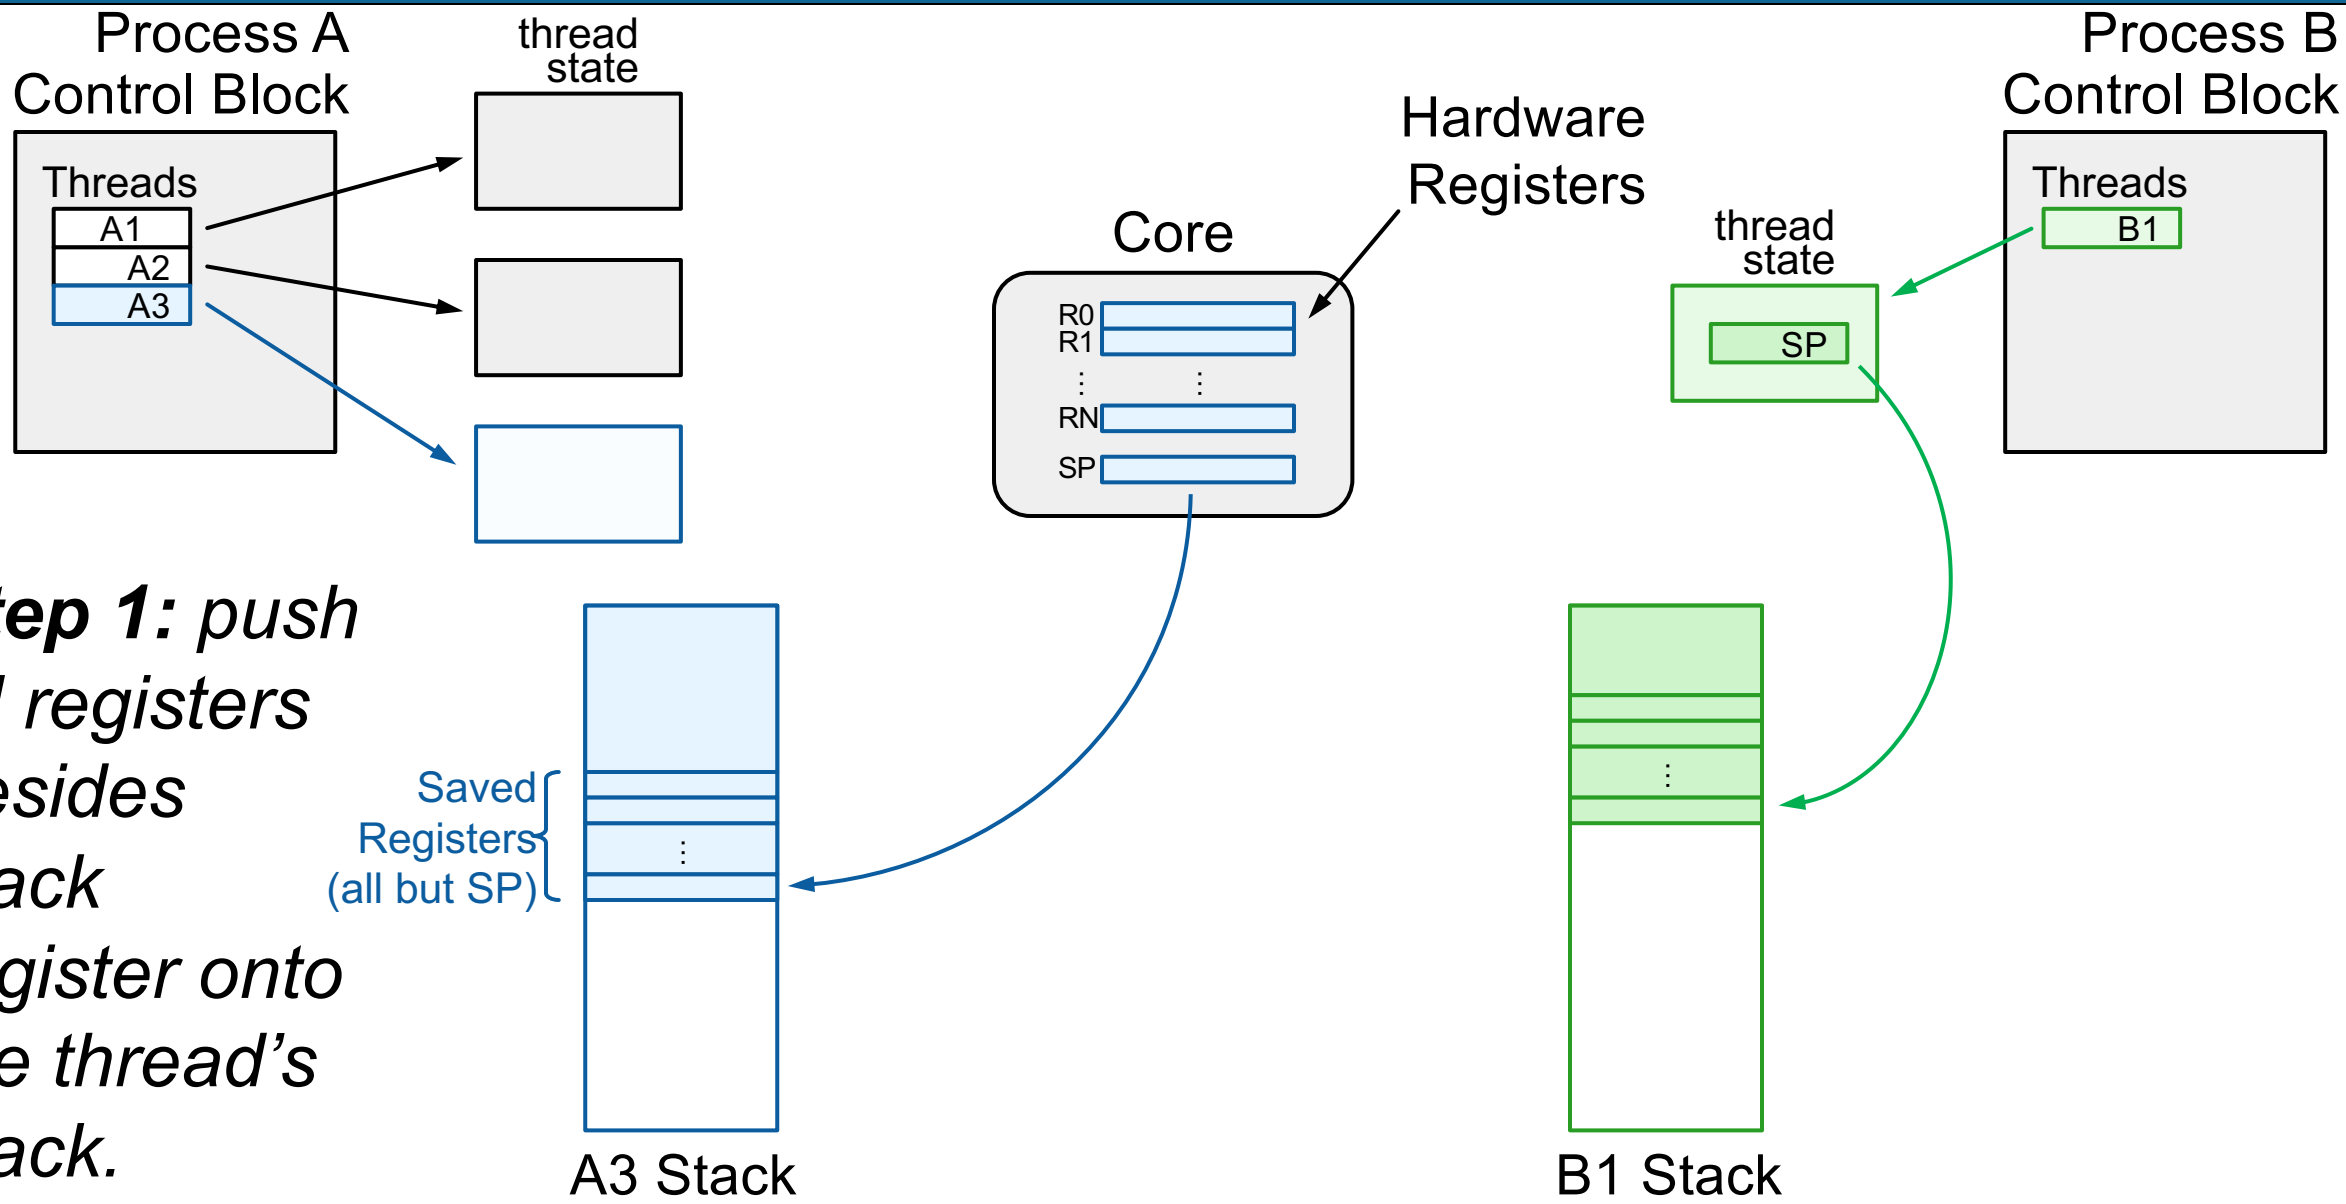 Process A
Control Block
Threads
A1
A2
A3
thread
state
Core
R0
R1
⋮ ⋮
RN
SP
Hardware
Registers
thread
state
SP
Process B
Control Block
Threads
B1
tep 1: push
l registers
esides
ack
gister onto
e thread’s
ack.
Saved
Registers
(all but SP)
⋮
A3 Stack
⋮
B1 Stack